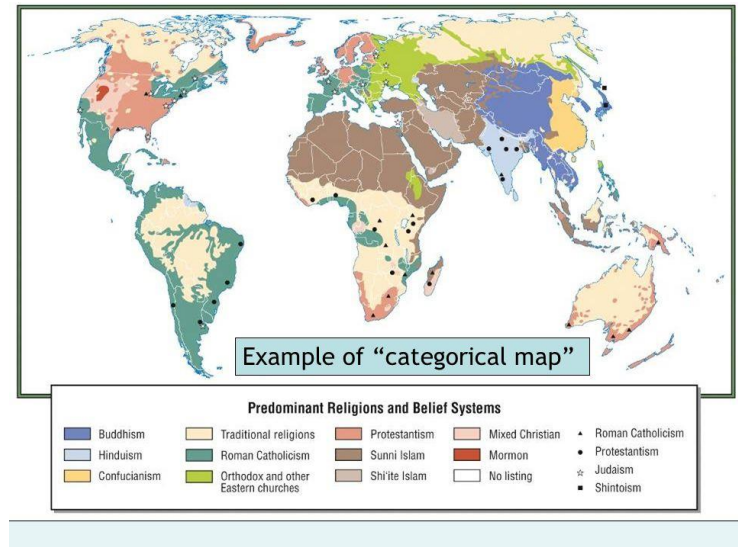 Example of “categorical map”
Predominant Religions and Belief Systems
Buddhism
Hinduism
Confucianism
Traditional religions
Roman Catholicism
Orthodox and other
Eastern churches
Protestantism
Sunni Islam
Shi'ite Islam
Mixed Christian
Mormon
No listing
Roman Catholicism
Protestantism
Judaism
Shintoism